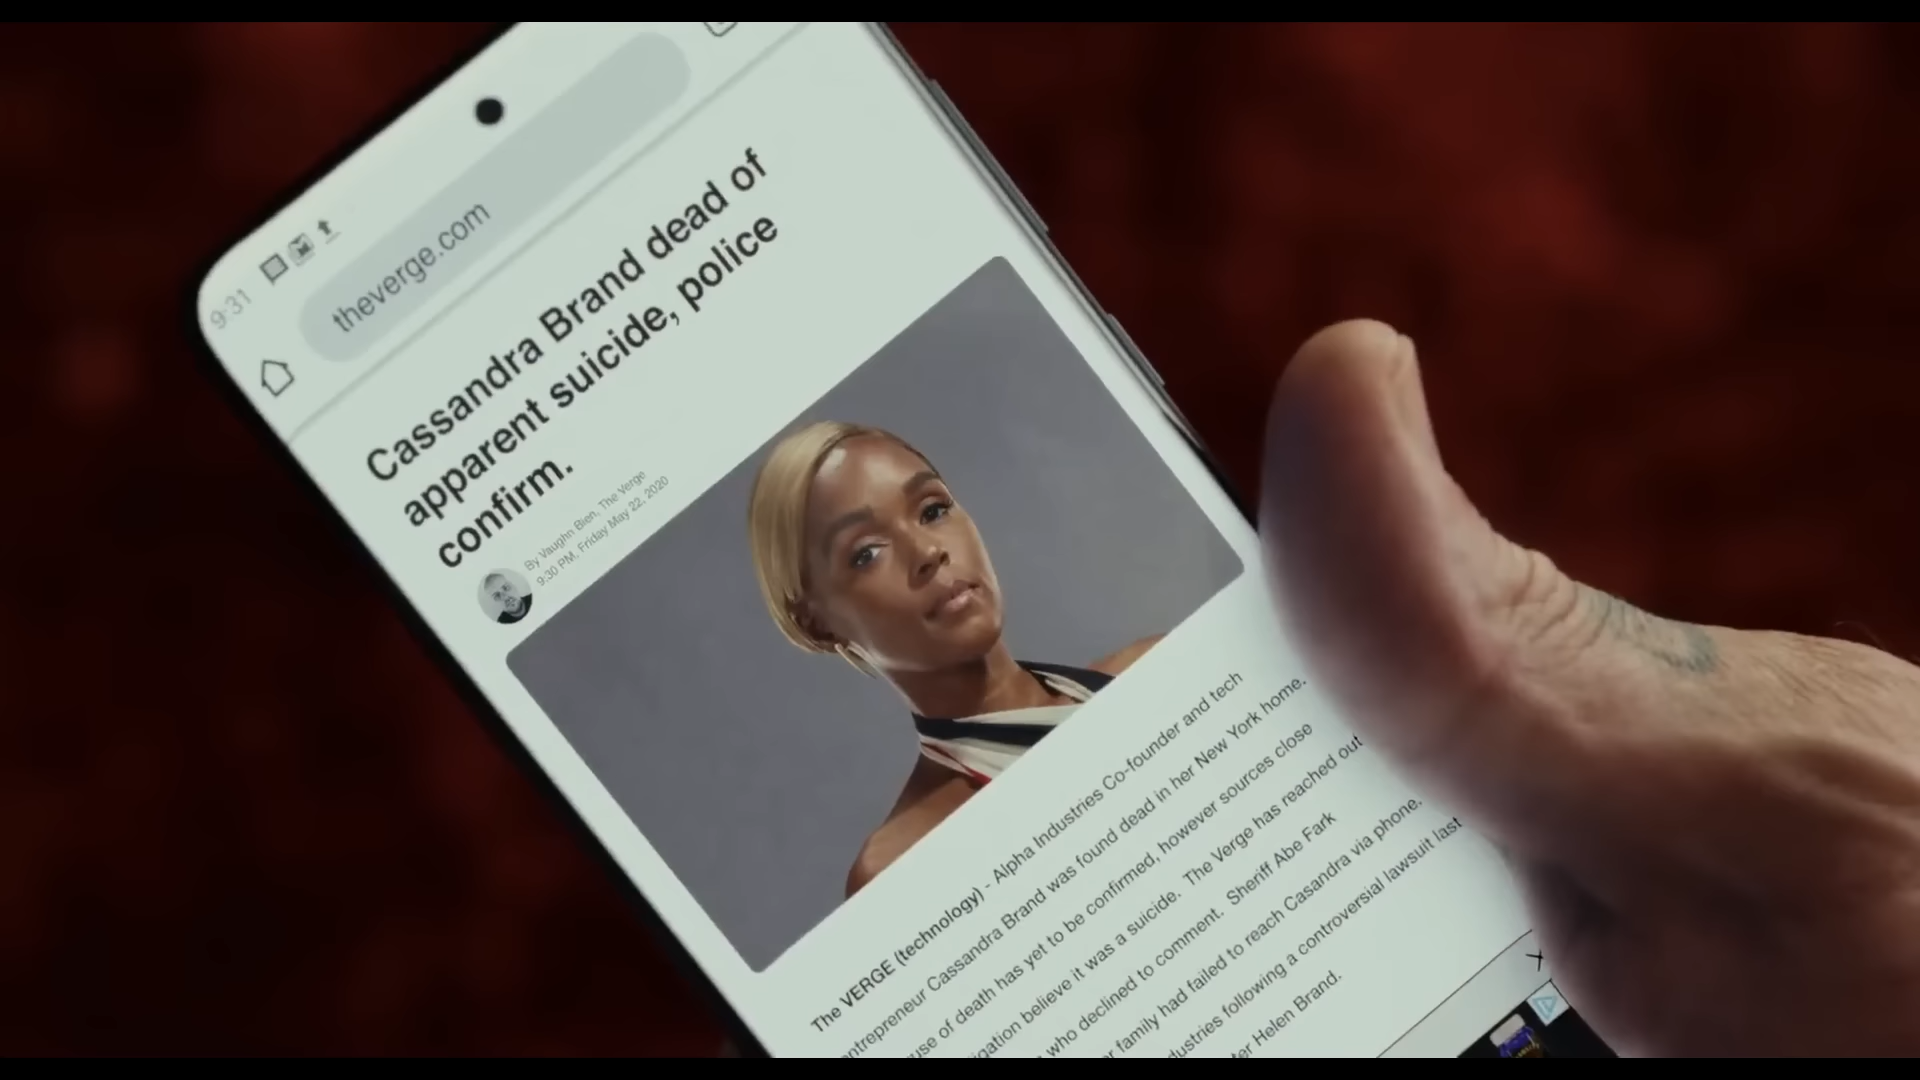 9:31
theverge.com
Cassandra Brand dead of
apparent suicide, police
confirm.
By Vaughn Bien, The Verge
9:30 PM, Friday May 22, 2020
The VERGE (technology) - Alpha Industries Co-founder and tech
entrepreneur Cassandra Brand was found dead in her New York home.
use of death has yet to be confirmed, however sources close
igation believe it was a suicide. The Verge has reached out
who declined to comment. Sheriff Abe Fark
r family had failed to reach Casandra via phone.
dustries following a controversial lawsuit last
ter Helen Brand.